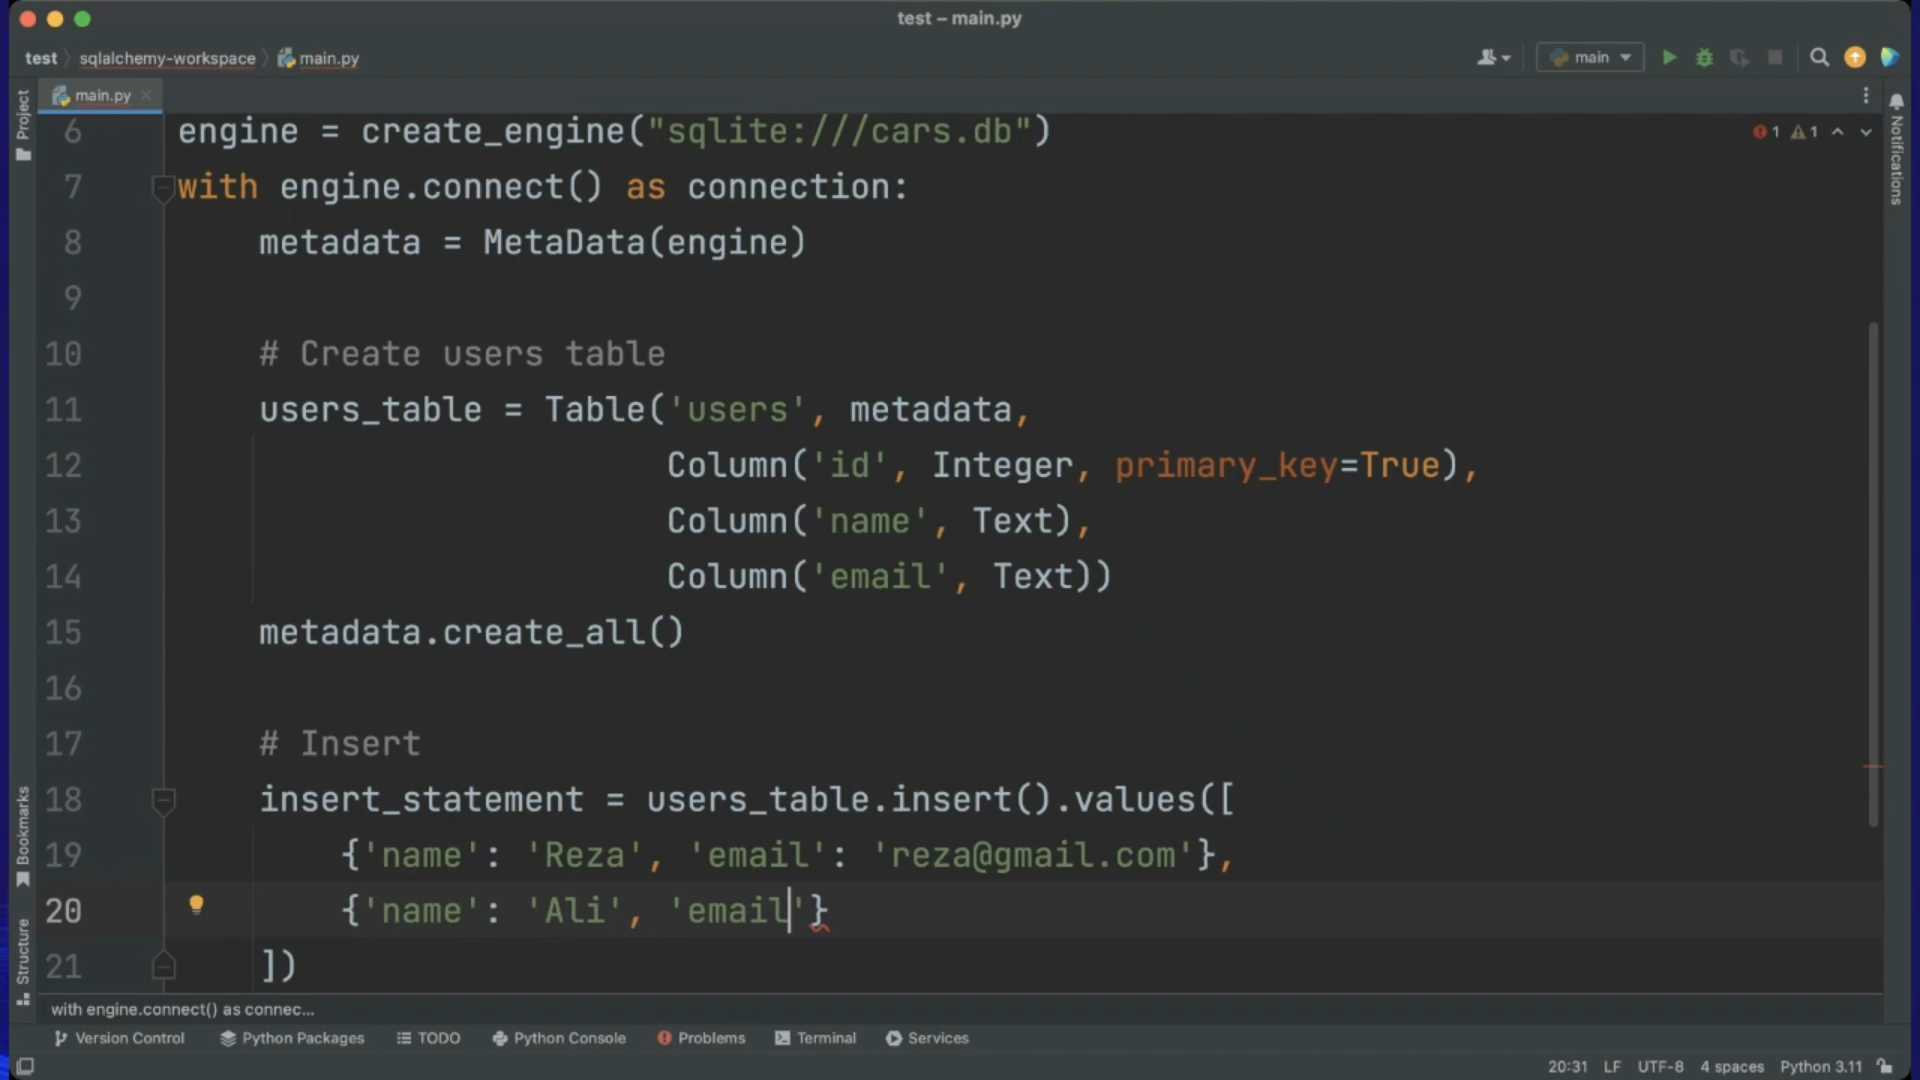 test – main.py
test sqlalchemy-workspace main.py
main
main.py
Project
Notifications
1 1
6 engine = create_engine("sqlite:///cars.db")
7 with engine.connect() as connection:
8 metadata = MetaData(engine)
9
10 # Create users table
11 users_table = Table('users', metadata,
12 Column('id', Integer, primary_key=True),
13 Column('name', Text),
14 Column('email', Text))
15 metadata.create_all()
16
17 # Insert
18 insert_statement = users_table.insert().values([
19 {'name': 'Reza', 'email': 'reza@gmail.com'},
20 {'name': 'Ali', 'email'}
21 ])
Bookmarks
Structure
with engine.connect() as connec...
Version Control Python Packages TODO Python Console Problems Terminal Services
20:31 LF UTF-8 4 spaces Python 3.11